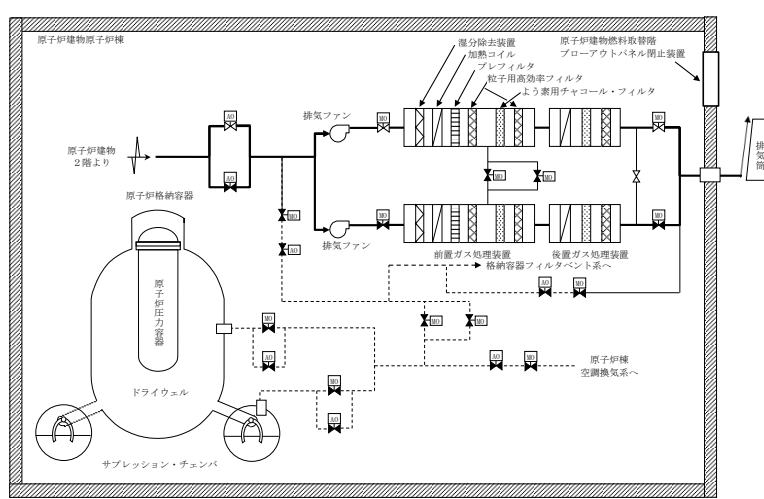 原子炉建物原子炉棟
湿分除去装置
加熱コイル
プレフィルタ
粒子用高効率フィルタ
よう素用チャコール・フィルタ
原子炉建物燃料取替階
ブローアウトパネル閉止装置
排気ファン
MO
MO
AO
原子炉建物
2階より
AO
MO
MO
排気筒
原子炉格納容器
MO
MO
MO
AO
排気ファン
前置ガス処理装置
後置ガス処理装置
格納容器フィルタベント系へ
AO
MO
原子炉圧力容器
MO
MO
MO
AO
AO
MO
原子炉棟
空調換気系へ
MO
AO
ドライウェル
サプレッション・チェンバ